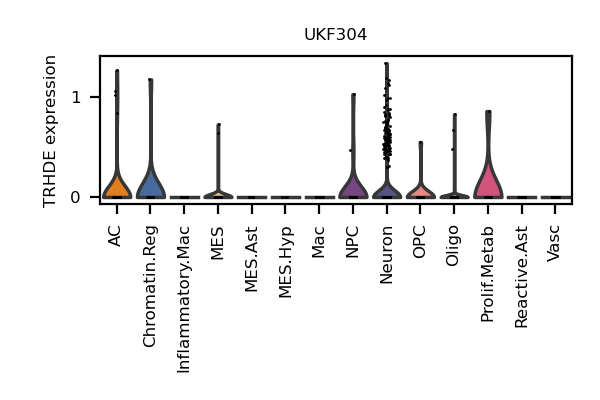 UKF304
TRHDE expression
1
0
AC
Chromatin.Reg
Inflammatory.Mac
MES
MES.Ast
MES.Hyp
Mac
NPC
Neuron
OPC
Oligo
Prolif.Metab
Reactive.Ast
Vasc